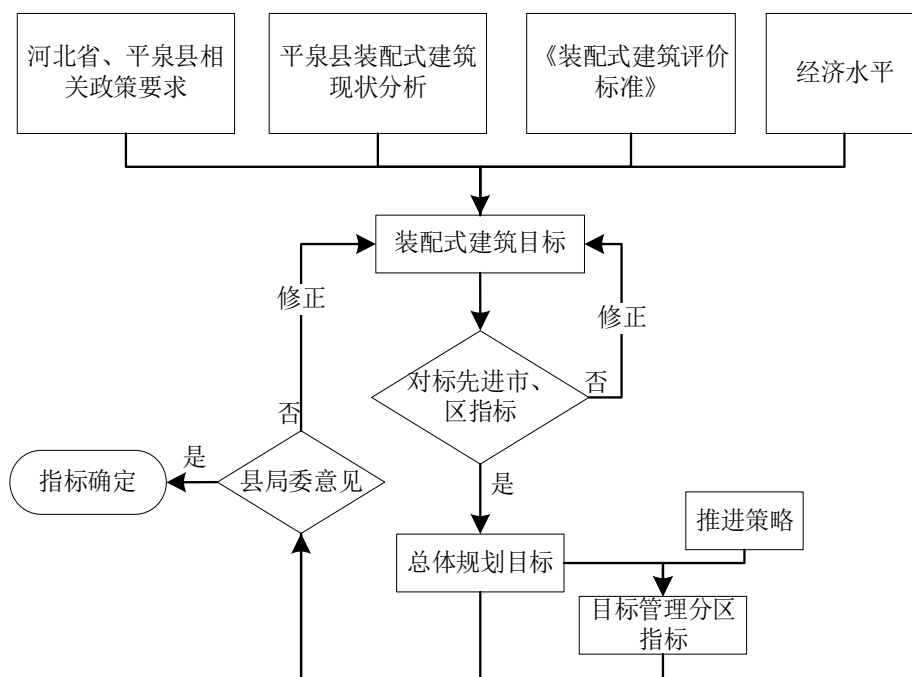 河北省、平泉县相
关政策要求
平泉县装配式建筑
现状分析
《装配式建筑评价
标准》
经济水平
装配式建筑目标
修正
修正
对标先进市、
区指标
否
否
是
县局委意见
指标确定
是
推进策略
总体规划目标
目标管理分区
指标